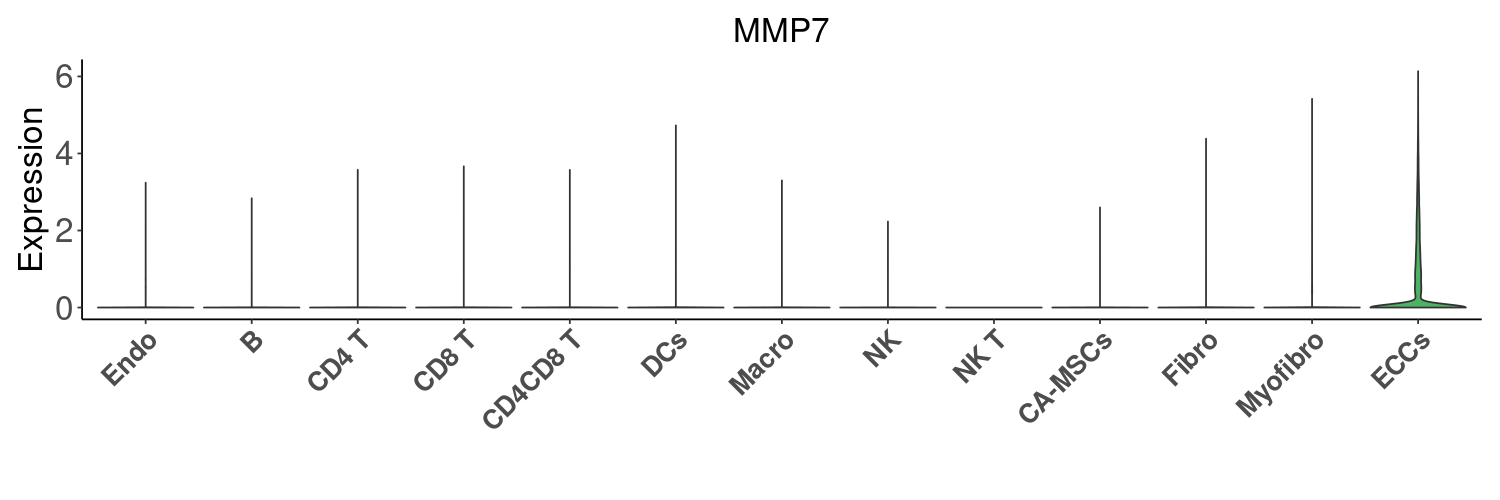 MMP7
Expression
6
4
2
0
Endo
B
CD4 T
CD8 T
CD4CD8 T
DCs
Macro
NK
NK T
CA-MSCs
Fibro
Myofibro
ECCs